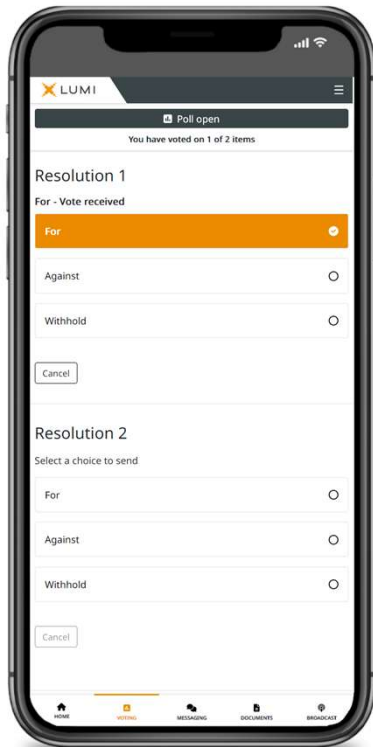 LUMI
Poll open
You have voted on 1 of 2 items
Resolution 1
For - Vote received
For
Against
Withhold
Cancel
Resolution 2
Select a choice to send
For
Against
Withhold
Cancel
HOME VOTING MESSAGING DOCUMENTS BROADCAST